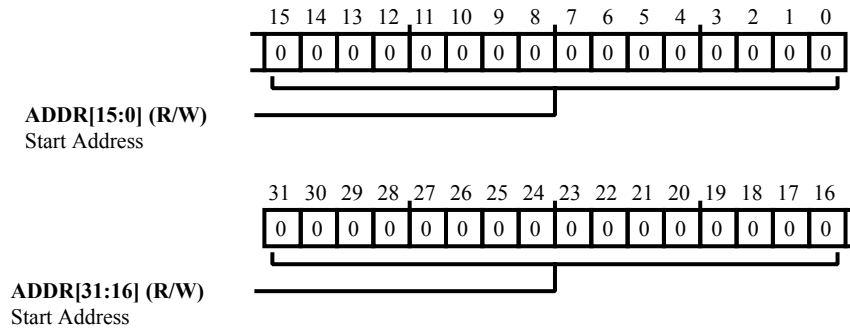 15 14 13 12 11 10 9 8 7 6 5 4 3 2 1 0
0 0 0 0 0 0 0 0 0 0 0 0 0 0 0 0
ADDR[15:0] (R/W)
Start Address
31 30 29 28 27 26 25 24 23 22 21 20 19 18 17 16
0 0 0 0 0 0 0 0 0 0 0 0 0 0 0 0
ADDR[31:16] (R/W)
Start Address